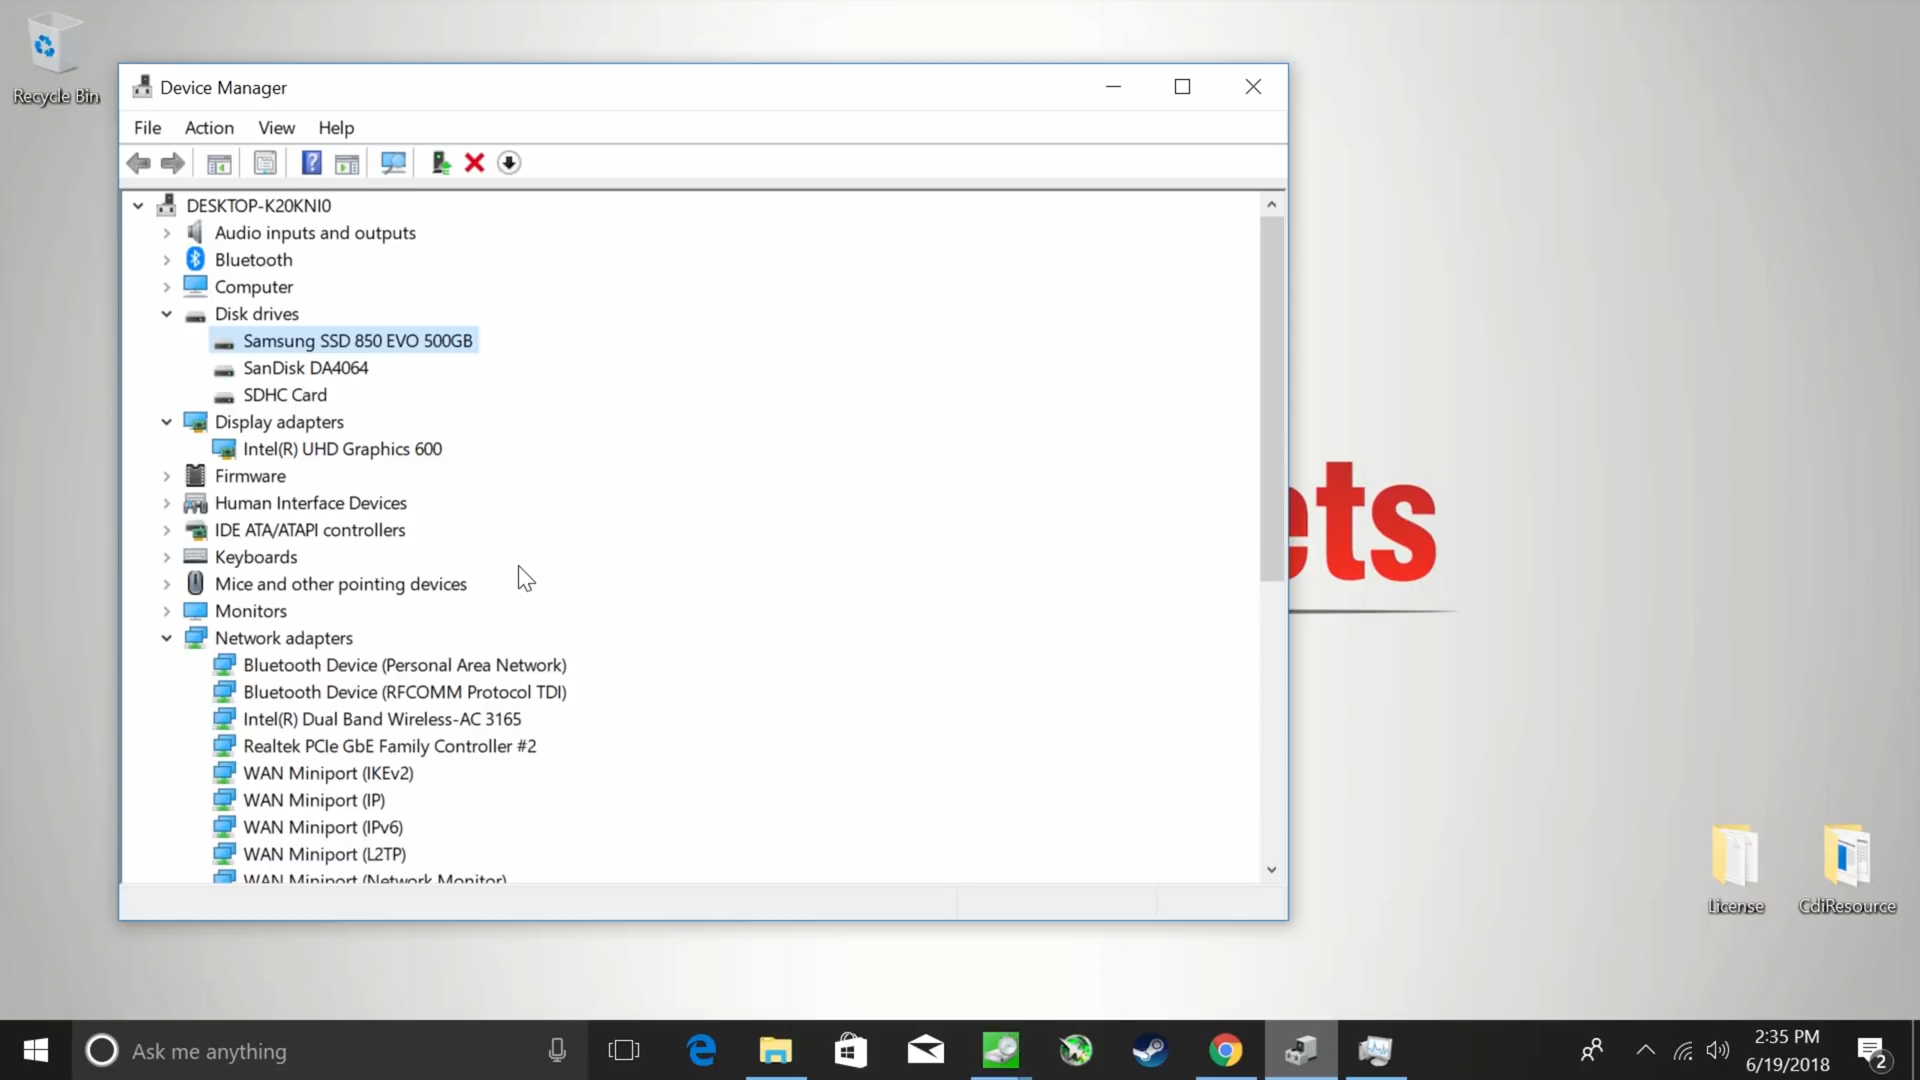 Recycle Bin
Device Manager
File Action View Help
DESKTOP-K20KNI0
Audio inputs and outputs
Bluetooth
Computer
Disk drives
Samsung SSD 850 EVO 500GB
SanDisk DA4064
SDHC Card
Display adapters
Intel(R) UHD Graphics 600
Firmware
Human Interface Devices
IDE ATA/ATAPI controllers
Keyboards
Mice and other pointing devices
Monitors
Network adapters
Bluetooth Device (Personal Area Network)
Bluetooth Device (RFCOMM Protocol TDI)
Intel(R) Dual Band Wireless-AC 3165
Realtek PCIe GbE Family Controller #2
WAN Miniport (IKEv2)
WAN Miniport (IP)
WAN Miniport (IPv6)
WAN Miniport (L2TP)
WAN Miniport (Network Monitor)
ets
License
CdiResource
Ask me anything
2:35 PM
6/19/2018
2